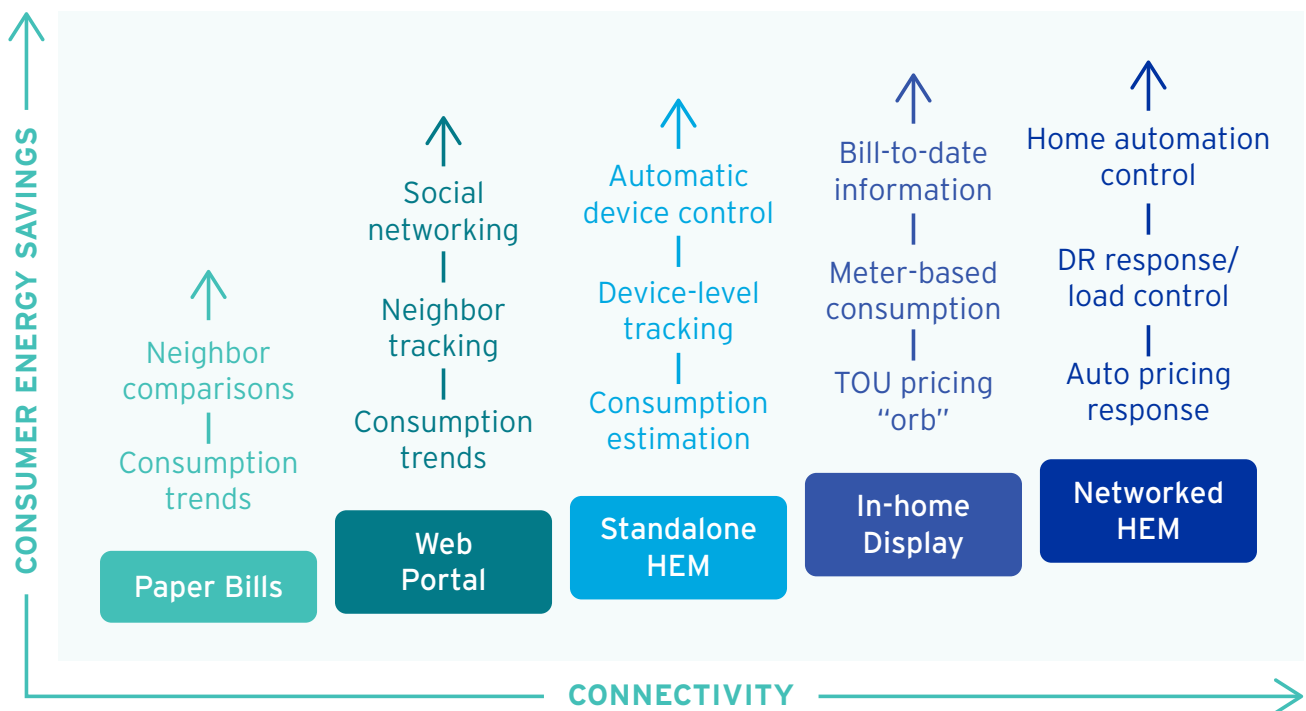 CONSUMER ENERGY SAVINGS
Neighbor
comparisons
Consumption
trends
Paper Bills
Social
networking
Neighbor
tracking
Consumption
trends
Web
Portal
Automatic
device control
Device-level
tracking
Consumption
estimation
Standalone
HEM
Bill-to-date
information
Meter-based
consumption
TOU pricing
“orb”
In-home
Display
Home automation
control
DR response/
load control
Auto pricing
response
Networked
HEM
CONNECTIVITY